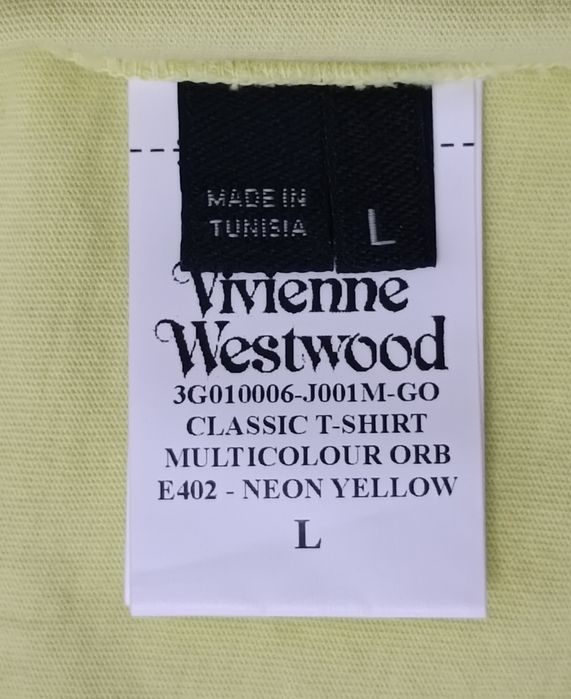 MADE IN
TUNISIA
L
Vivienne
Westwood
3G010006-J001M-GO
CLASSIC T-SHIRT
MULTICOLOUR ORB
E402 - NEON YELLOW
L